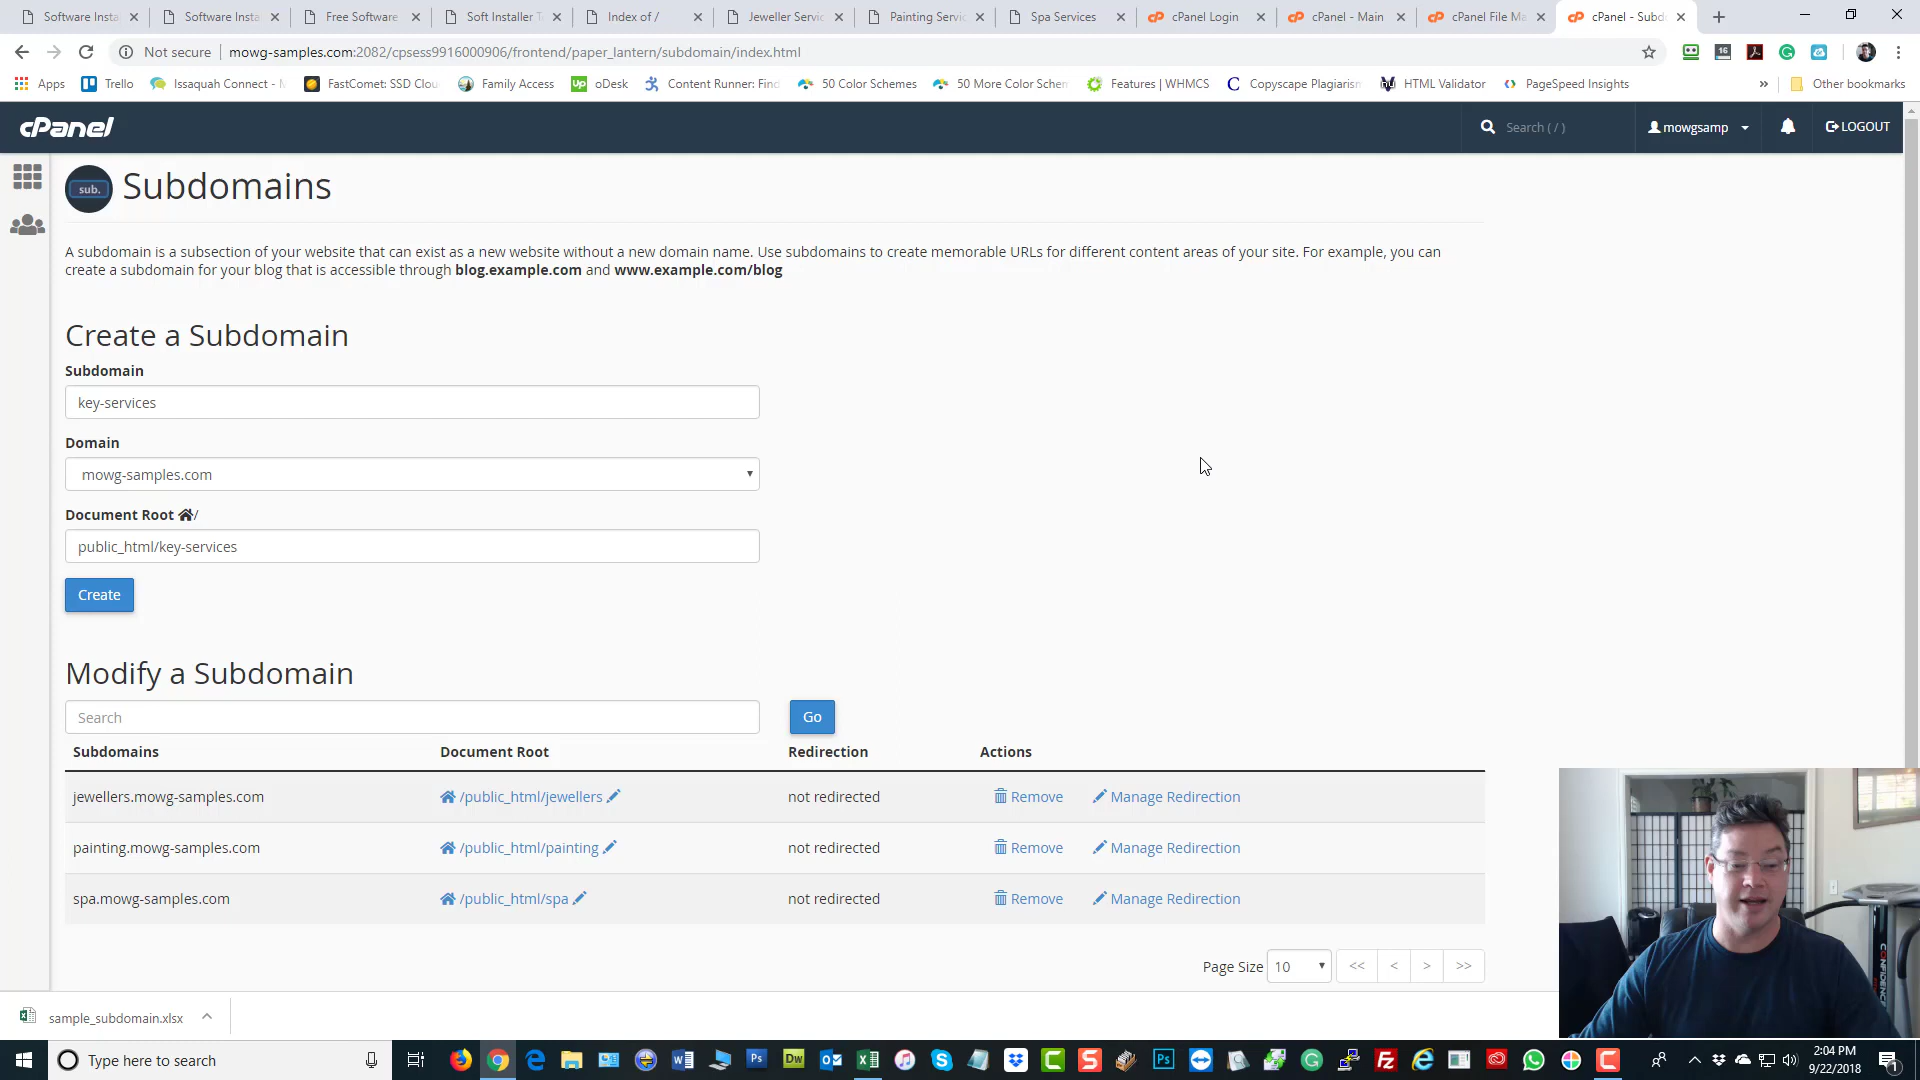 Software Insta
Software Insta
Free Software
Soft Installer T
Index of /
Jeweller Servic
Painting Servic
Spa Services
cPanel Login
cPanel - Main
cPanel File Ma
cPanel - Subd
Not secure
mowg-samples.com:2082/cpsess9916000906/frontend/paper_lantern/subdomain/index.html
16
Apps
Trello
Issaquah Connect -
FastComet: SSD Clou
Family Access
Up
oDesk
Content Runner: Find
50 Color Schemes
50 More Color Schem
Features | WHMCS
Copyscape Plagiarism
HTML Validator
PageSpeed Insights
»
Other bookmarks
cPanel
Search ( / )
mowgsamp
LOGOUT
sub.
Subdomains
A subdomain is a subsection of your website that can exist as a new website without a new domain name. Use subdomains to create memorable URLs for different content areas of your site. For example, you can
create a subdomain for your blog that is accessible through blog.example.com and www.example.com/blog
Create a Subdomain
Subdomain
key-services
Domain
mowg-samples.com
Document Root /
public_html/key-services
Create
Modify a Subdomain
Search
Go
Subdomains Document Root Redirection Actions
jewellers.mowg-samples.com /public_html/jewellers not redirected Remove Manage Redirection
painting.mowg-samples.com /public_html/painting not redirected Remove Manage Redirection
spa.mowg-samples.com /public_html/spa not redirected Remove Manage Redirection
Page Size 10 << < > >>
sample_subdomain.xlsx
Type here to search
2:04 PM
9/22/2018
1